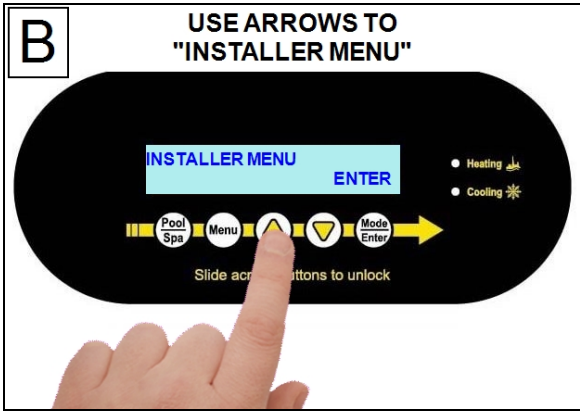 B
USE ARROWS TO
"INSTALLER MENU"
INSTALLER MENU
ENTER
Heating
Cooling
Pool
Spa
Menu
Mode
Enter
Slide ttons to unlock